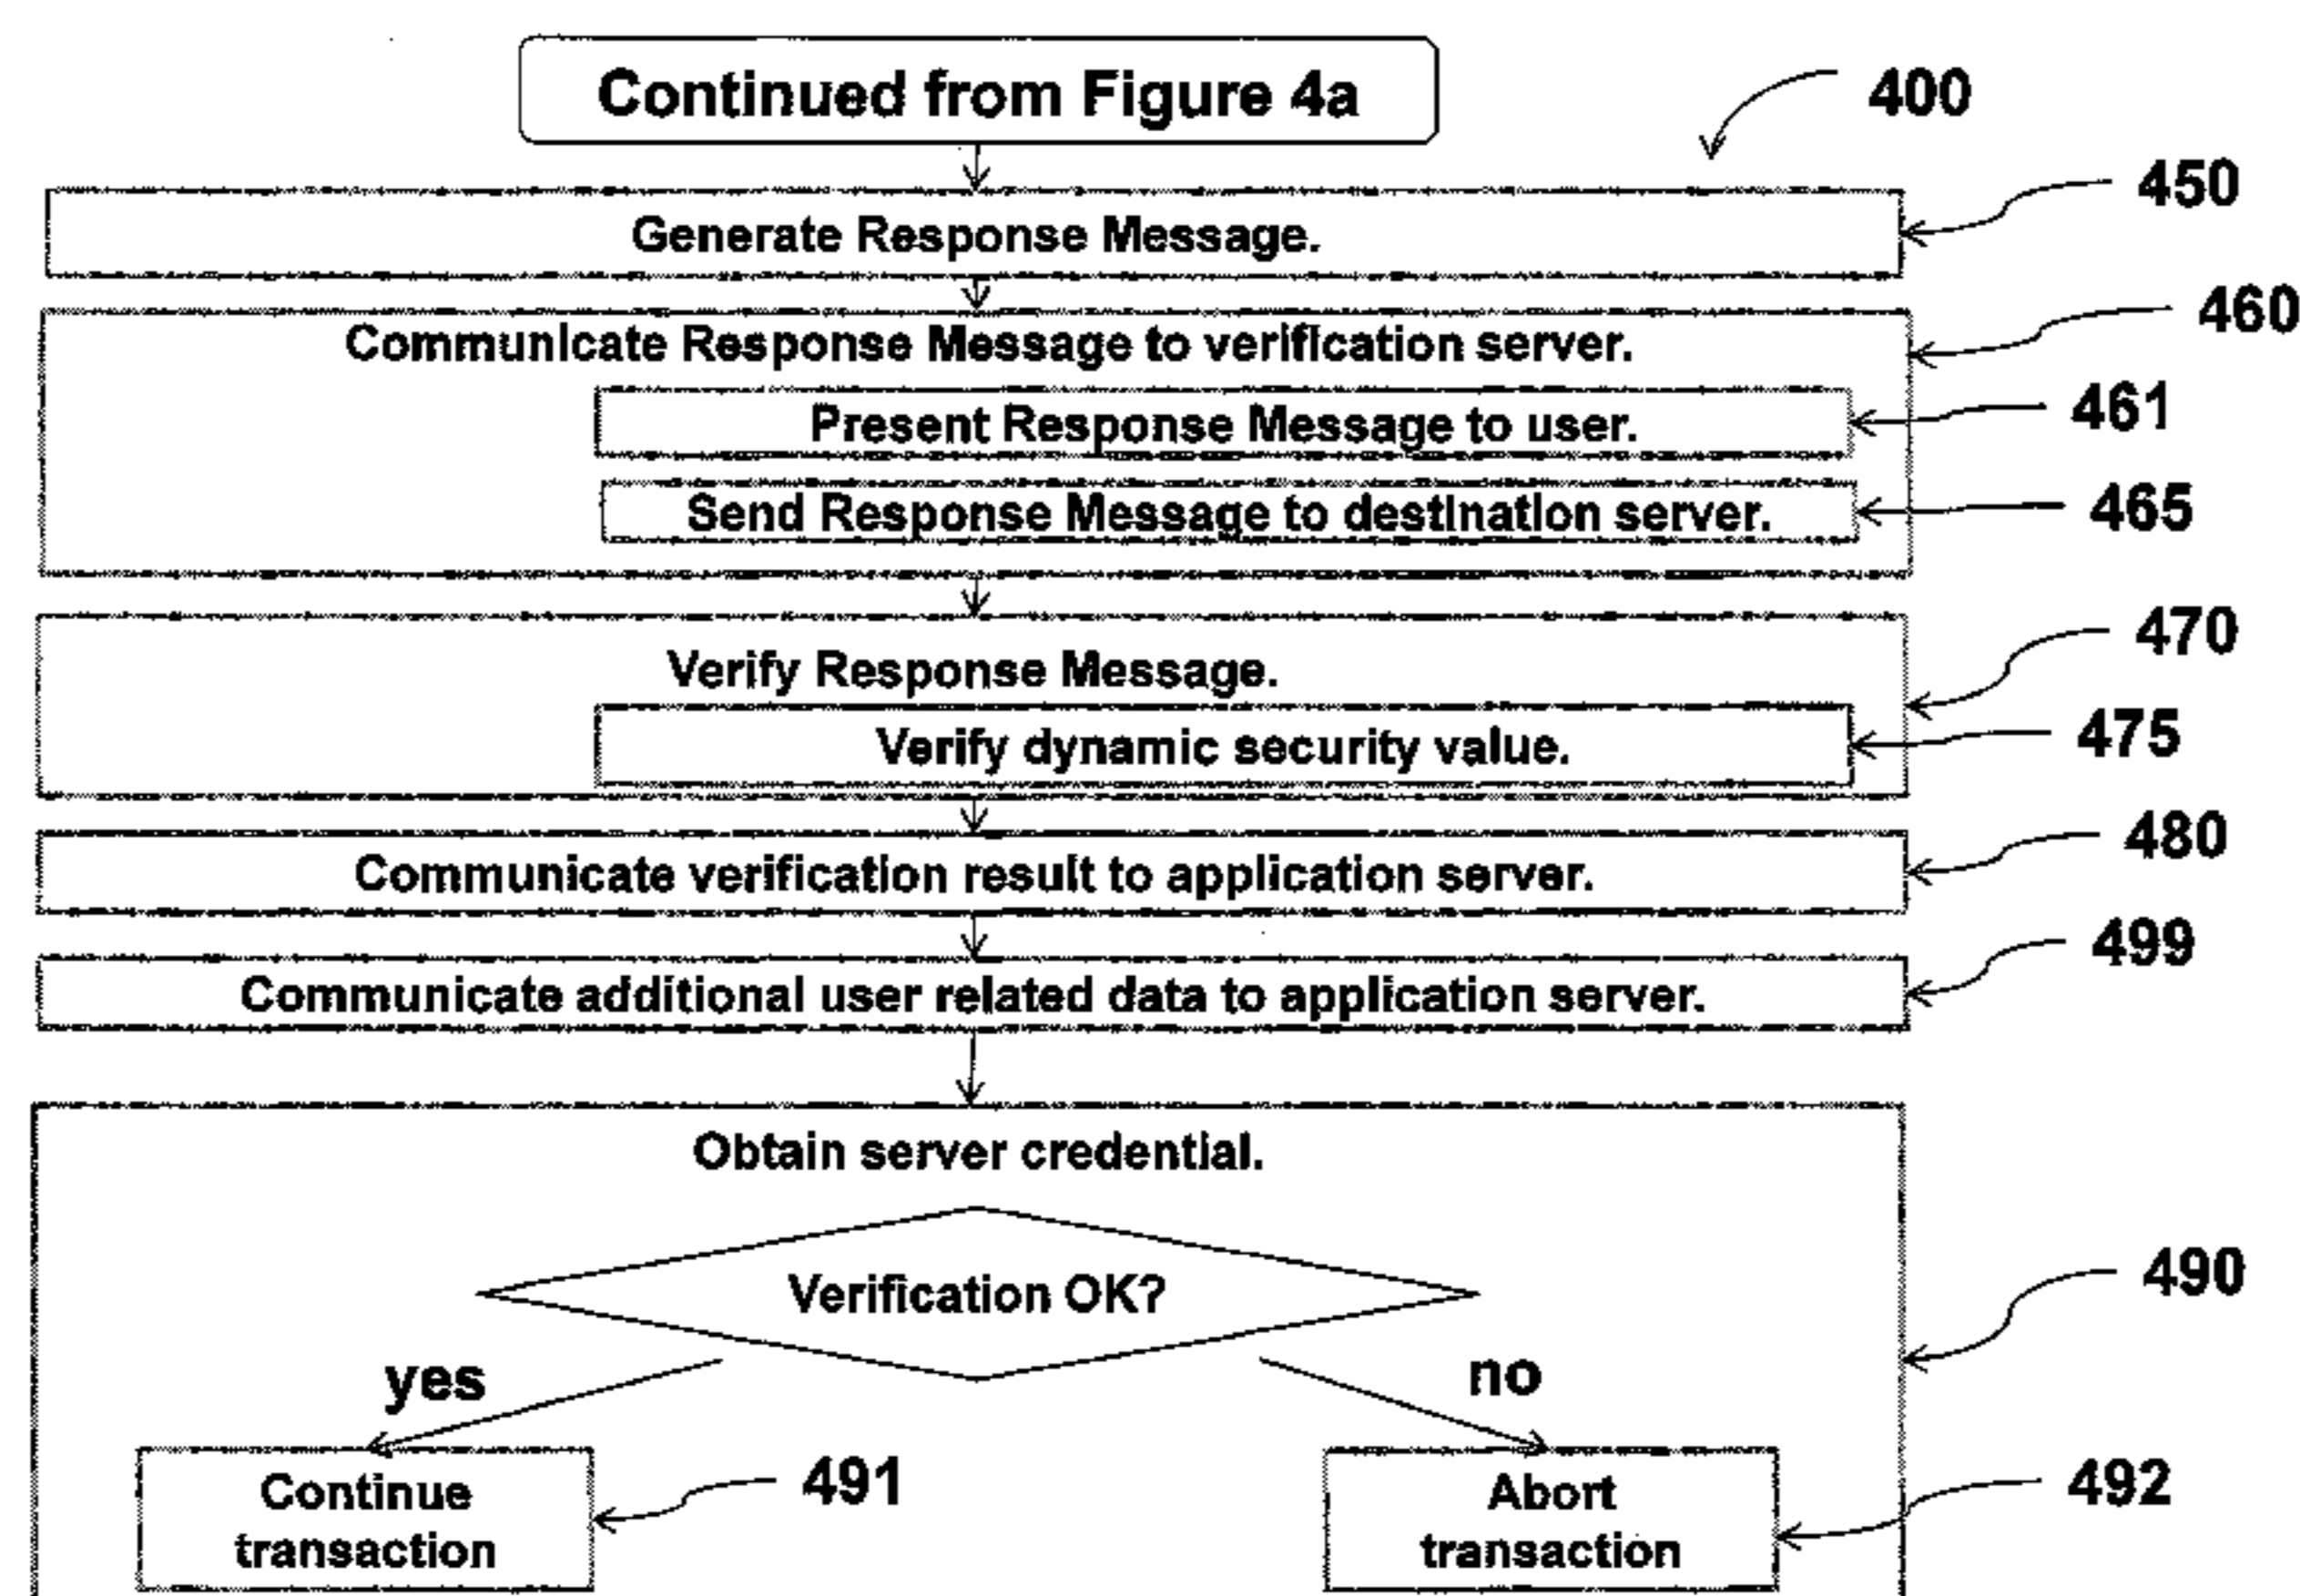 Continued from Figure 4a
400
450
Generate Response Message.
460
Communicate Response Message to verification server.
461
Present Response Message to user.
465
Send Response Message to destination server.
470
Verify Response Message.
475
Verify dynamic security value.
480
Communicate verification result to application server.
499
Communicate additional user related data to application server.
Obtain server credential.
490
Verification OK?
yes
no
Continue
transaction
491
Abort
transaction
492